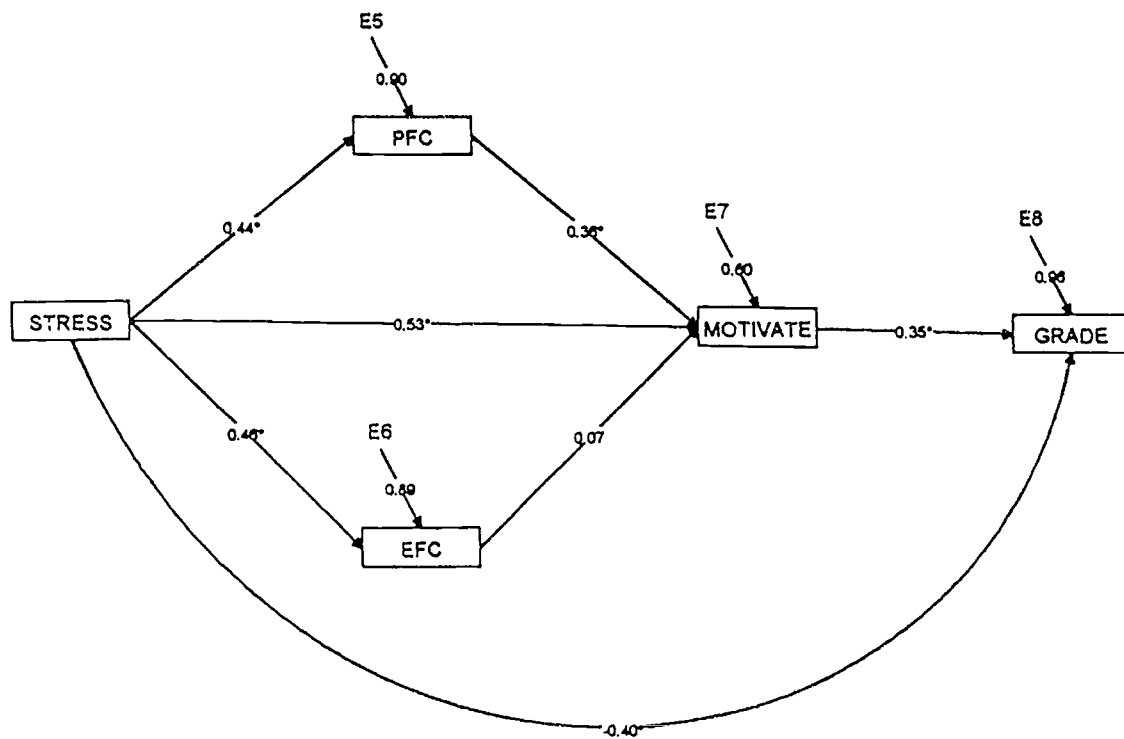 E5
0.90
PFC
E7
E8
0.44*
0.36*
0.60
0.96
STRESS
0.53*
MOTIVATE
0.35*
GRADE
E6
0.46*
0.07
0.89
EFC
-0.40*